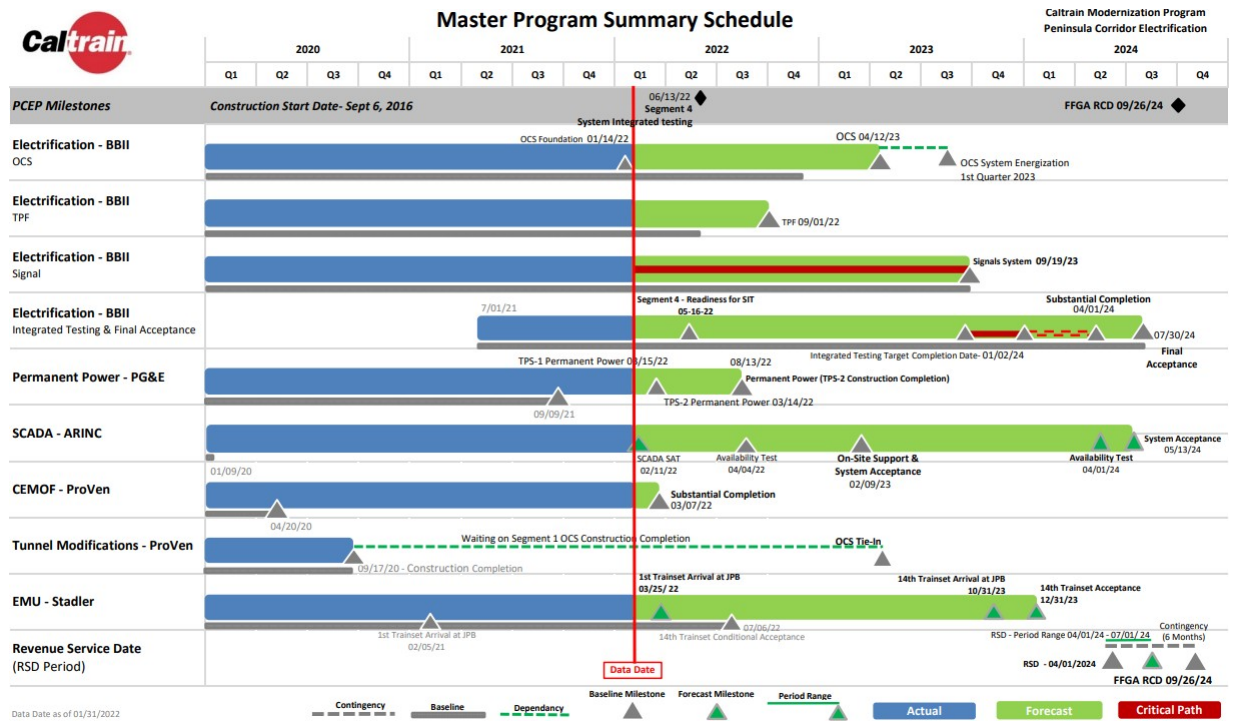 Caltrain
Master Program Summary Schedule
Caltrain Modernization Program
Peninsula Corridor Electrification
2020 2021 2022 2023 2024
Q1 Q2 Q3 Q4 Q1 Q2 Q3 Q4 Q1 Q2 Q3 Q4 Q1 Q2 Q3 Q4 Q1 Q2 Q3 Q4
PCEP Milestones
Construction Start Date- Sept 6, 2016
06/13/22
Segment 4
System Integrated testing
FFGA RCD 09/26/24
Electrification - BBII
OCS
OCS Foundation 01/14/22
OCS 04/12/23
OCS System Energization
1st Quarter 2023
Electrification - BBII
TPF
TPF 09/01/22
Electrification - BBII
Signal
Signals System 09/19/23
Electrification - BBII
Integrated Testing & Final Acceptance
7/01/21
Segment 4 - Readiness for SIT
05-16-22
Substantial Completion
04/01/24
07/30/24
Final
Acceptance
Integrated Testing Target Completion Date- 01/02/24
Permanent Power - PG&E
TPS-1 Permanent Power 03/15/22
08/13/22
Permanent Power (TPS-2 Construction Completion)
TPS-2 Permanent Power 03/14/22
09/09/21
SCADA - ARINC
01/09/20
SCADA SAT
02/11/22
Availability Test
04/04/22
On-Site Support &
System Acceptance
02/09/23
Availability Test
04/01/24
System Acceptance
05/13/24
CEMOF - ProVen
04/20/20
Substantial Completion
03/07/22
Tunnel Modifications - ProVen
Waiting on Segment 1 OCS Construction Completion
OCS Tie-In
09/17/20 - Construction Completion
EMU - Stadler
1st Trainset Arrival at JPB
03/25/ 22
14th Trainset Arrival at JPB
10/31/23
14th Trainset Acceptance
12/31/23
1st Trainset Arrival at JPB
02/05/21
07/06/22
14th Trainset Conditional Acceptance
Revenue Service Date
(RSD Period)
RSD - Period Range 04/01/24 - 07/01/ 24
Contingency
(6 Months)
RSD - 04/01/2024
FFGA RCD 09/26/24
Data Date
Data Date as of 01/31/2022
Contingency
Baseline
Dependancy
Baseline Milestone
Forecast Milestone
Period Range
Actual
Forecast
Critical Path